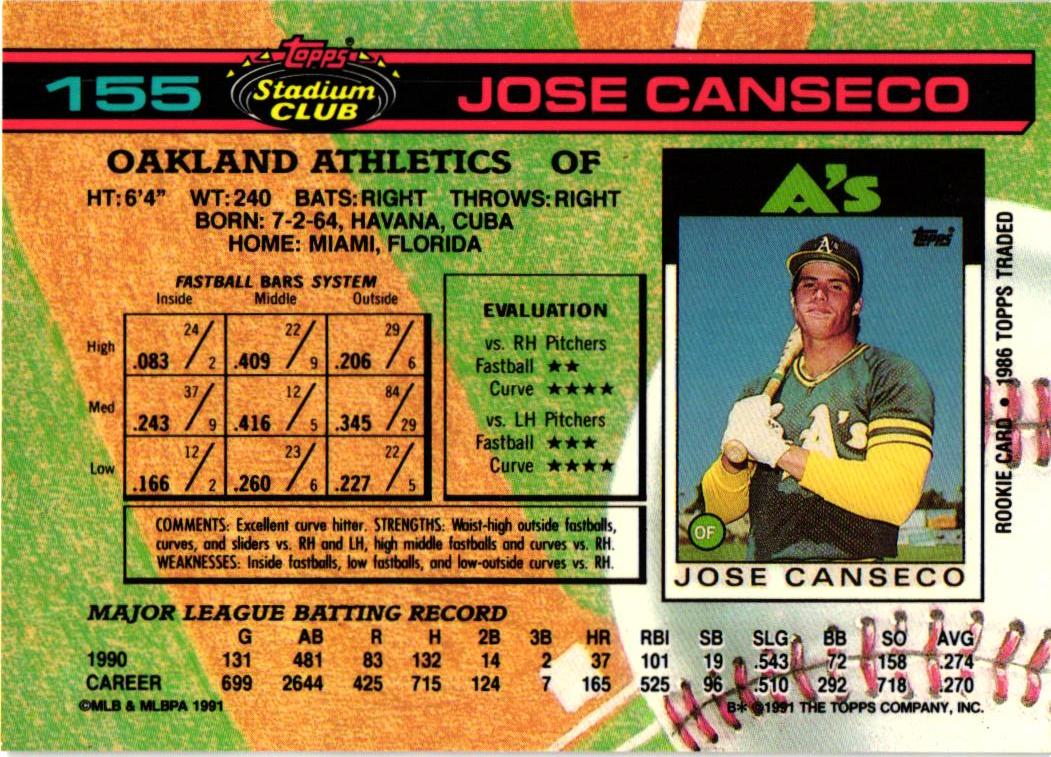 155
Topps
Stadium
CLUB
JOSE CANSECO
OAKLAND ATHLETICS OF
HT:6'4" WT:240 BATS:RIGHT THROWS:RIGHT
BORN: 7-2-64, HAVANA, CUBA
HOME: MIAMI, FLORIDA
FASTBALL BARS SYSTEM
Inside Middle Outside
High .083 24/2 .409 22/9 .206 29/6
Med .243 37/9 .416 12/5 .345 84/29
Low .166 12/2 .260 23/6 .227 22/5
EVALUATION
vs. RH Pitchers
Fastball ★★
Curve ★★★★
vs. LH Pitchers
Fastball ★★★
Curve ★★★★
COMMENTS: Excellent curve hitter. STRENGTHS: Waist-high outside fastballs,
curves, and sliders vs. RH and LH, high middle fastballs and curves vs. RH.
WEAKNESSES: Inside fastballs, low fastballs, and low-outside curves vs. RH.
A's
Topps
A's
A's
OF
JOSE CANSECO
ROOKIE CARD • 1986 TOPPS TRADED
MAJOR LEAGUE BATTING RECORD
G AB R H 2B 3B HR RBI SB SLG BB SO AVG
1990 131 481 83 132 14 2 37 101 19 .543 72 158 .274
CAREER 699 2644 425 715 124 7 165 525 96 .510 292 718 .270
©MLB & MLBPA 1991
B* ©1991 THE TOPPS COMPANY, INC.